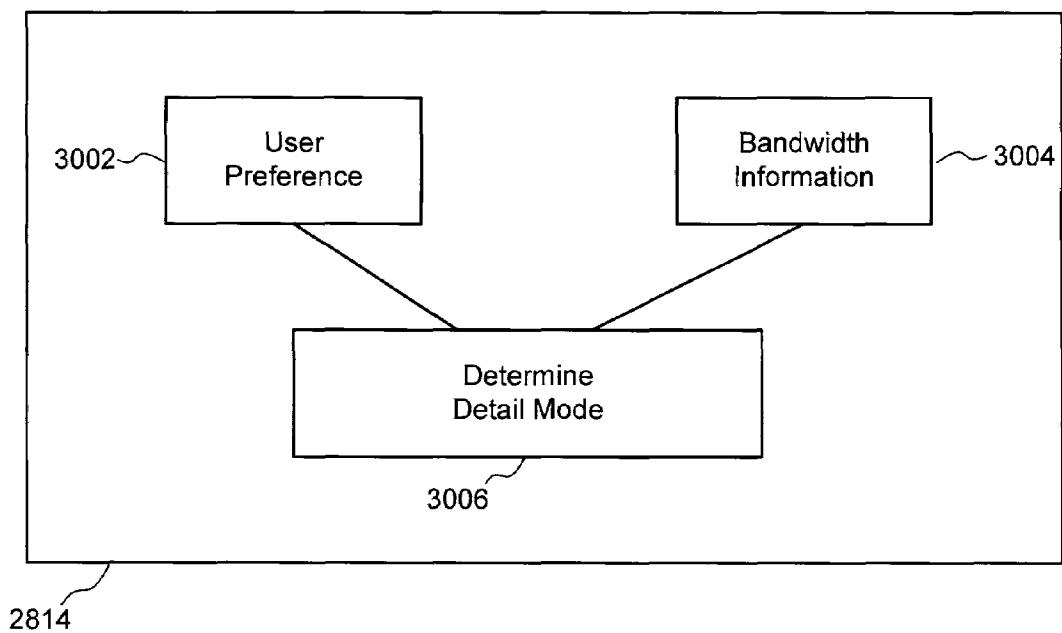 User
Preference
3002
Bandwidth
Information
3004
Determine
Detail Mode
3006
2814